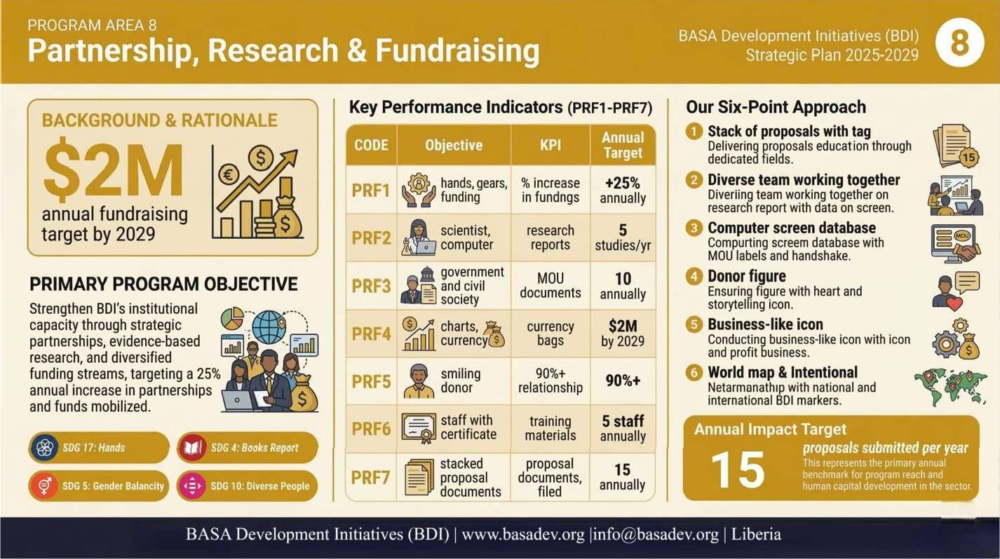 PROGRAM AREA 8
Partnership, Research & Fundraising
BASA Development Initiatives (BDI)
Strategic Plan 2025-2029
8
BACKGROUND & RATIONALE
$2M
annual fundraising
target by 2029
$
€
$
PRIMARY PROGRAM OBJECTIVE
Strengthen BDI's institutional
capacity through strategic
partnerships, evidence-based
research, and diversified
funding streams, targeting a 25%
annual increase in partnerships
and funds mobilized.
$
SDG 17: Hands
SDG 4: Books Report
SDG 5: Gender Balancity
SDG 10: Diverse People
Key Performance Indicators (PRF1-PRF7)
CODE Objective KPI Annual
Target
PRF1 hands, gears,
funding
% increase
in fundngs
+25%
annually
PRF2 scientist,
computer
research
reports
5
studies/yr
PRF3 government
and civil
society
MOU
documents
10
annually
PRF4 $ charts,
currency $
currency
bags
$2M
by 2029
PRF5 smiling
donor
90%+
relationship
90%+
PRF6 staff with
certificate
training
materials
5 staff
annually
PRF7 stacked
proposal
documents
proposal
documents,
filed
15
annually
Our Six-Point Approach
1 Stack of proposals with tag
Delivering proposals education through
dedicated fields.
15
2 Diverse team working together
Diveriing team working together on
research report with data on screen.
3 Computer screen database
Compurting screem database with
MOU labels and handshake.
MOU
4 Donor figure
Ensuring figure with heart and
storytelling icon.
5 Business-like icon
Conducting business-like icon with icon
and profit business.
$
6 World map & Intentional
Netarmanathıp with national and
international BDI markers.
Annual Impact Target
15
proposals submitted per year
This represents the primary annual
benchmark for program reach and
human capital development in the sector.
BASA Development Initiatives (BDI) | www.basadev.org |info@basadev.org | Liberia